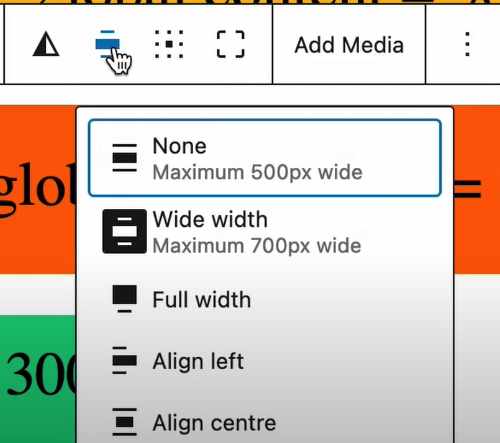 Add Media
None
Maximum 500px wide
glob
=
Wide width
Maximum 700px wide
Full width
300
Align left
Align centre